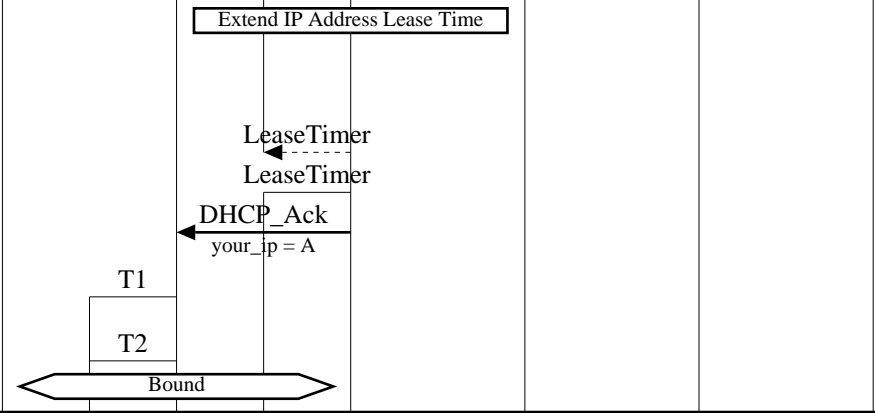 Extend IP Address Lease Time
LeaseTimer
LeaseTimer
DHCP_Ack
your_ip = A
T1
T2
Bound